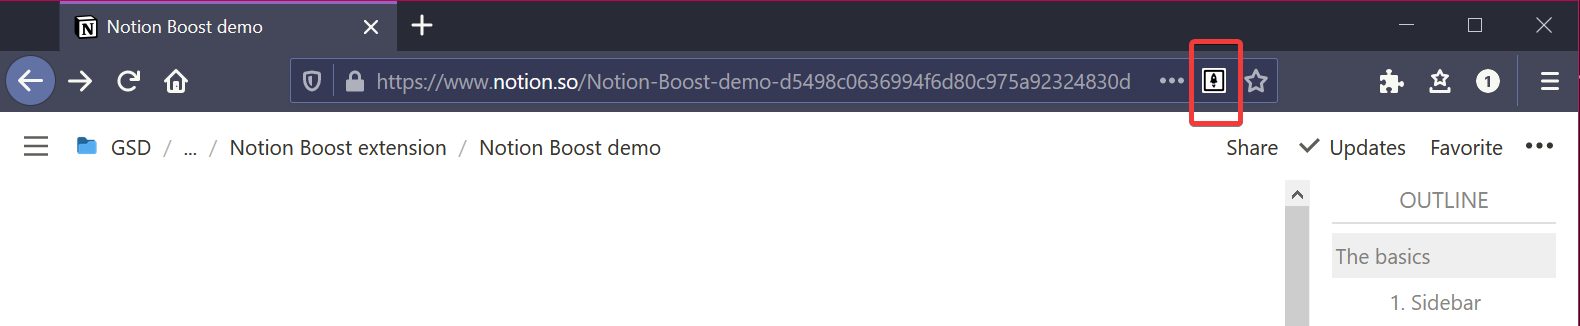 Notion Boost demo
https://www.notion.so/Notion-Boost-demo-d5498c0636994f6d80c975a92324830d
1
GSD / ... / Notion Boost extension / Notion Boost demo
Share Updates Favorite
OUTLINE
The basics
1. Sidebar